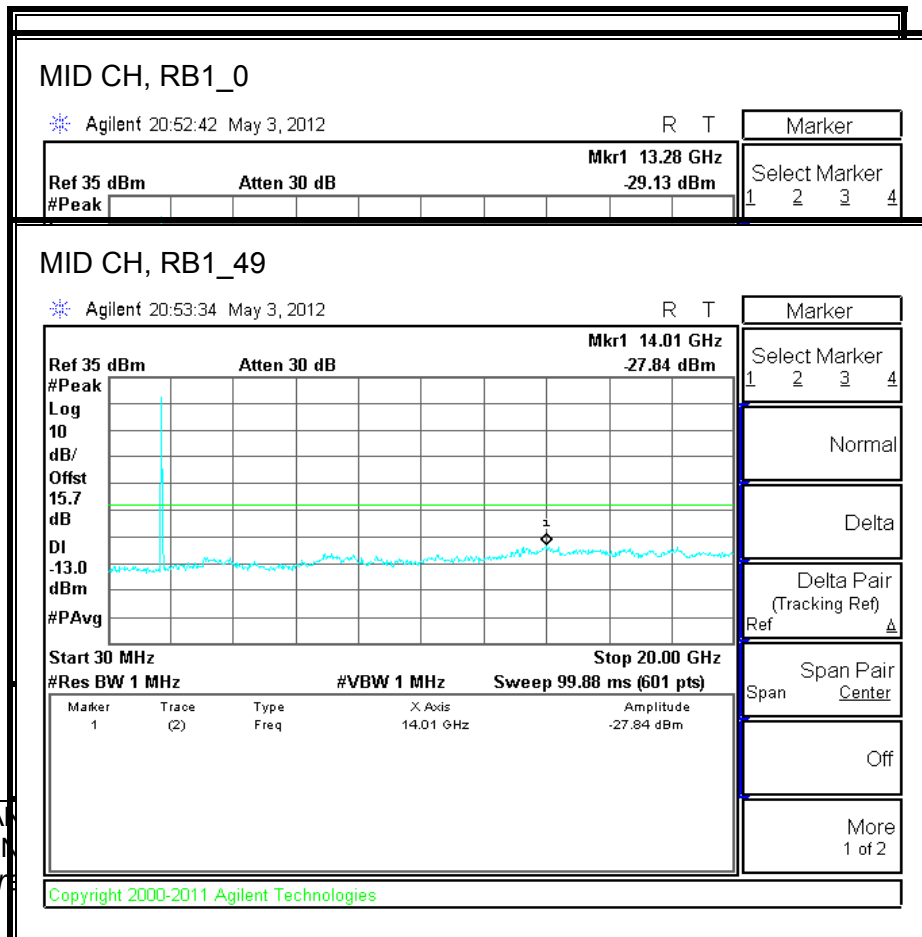 MID CH, RB1_0
Agilent 20:52:42 May 3, 2012 R T
Marker
Mkr1 13.28 GHz
Ref 35 dBm Atten 30 dB -29.13 dBm
#Peak
Select Marker
1 2 3 4
MID CH, RB1_49
Agilent 20:53:34 May 3, 2012 R T
Marker
Mkr1 14.01 GHz
Ref 35 dBm Atten 30 dB -27.84 dBm
#Peak
Log
10
dB/
Offst
15.7
dB
DI
-13.0
dBm
#PAvg
1
Start 30 MHz Stop 20.00 GHz
#Res BW 1 MHz #VBW 1 MHz Sweep 99.88 ms (601 pts)
Marker Trace Type X Axis Amplitude
1 (2) Freq 14.01 GHz -27.84 dBm
Select Marker
1 2 3 4
Normal
Delta
Delta Pair
(Tracking Ref)
Ref Δ
Span Pair
Span Center
Off
More
1 of 2
Copyright 2000-2011 Agilent Technologies